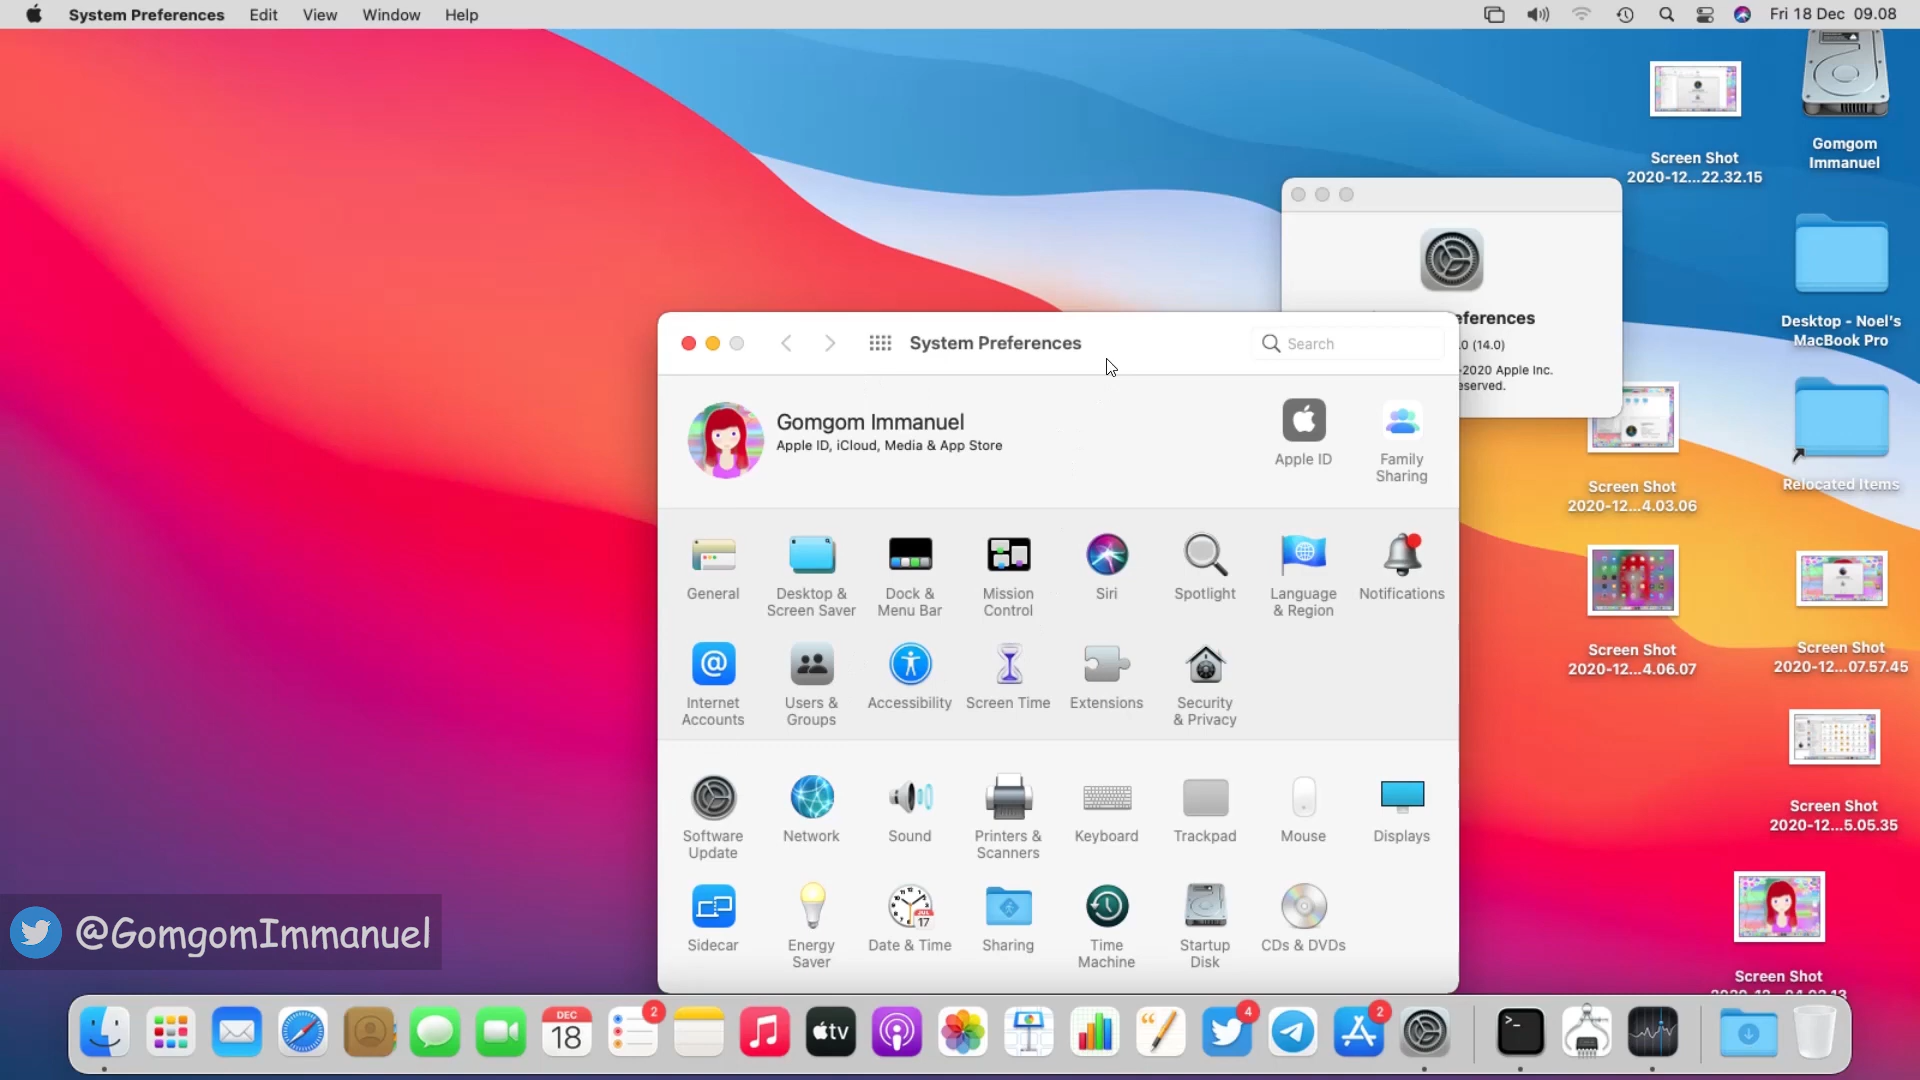 System Preferences Edit View Window Help
Fri 18 Dec 09.08
Screen Shot
2020-12...22.32.15
Gomgom
Immanuel
eferences
.0 (14.0)
-2020 Apple Inc.
eserved.
Desktop - Noel's
MacBook Pro
System Preferences
Search
Gomgom Immanuel
Apple ID, iCloud, Media & App Store
Apple ID
Family
Sharing
Screen Shot
2020-12...4.03.06
Relocated Items
General
Desktop &
Screen Saver
Dock &
Menu Bar
Mission
Control
Siri
Spotlight
Language
& Region
Notifications
Internet
Accounts
Users &
Groups
Accessibility
Screen Time
Extensions
Security
& Privacy
Screen Shot
2020-12...4.06.07
Screen Shot
2020-12...07.57.45
Software
Update
Network
Sound
Printers &
Scanners
Keyboard
Trackpad
Mouse
Displays
Screen Shot
2020-12...5.05.35
Sidecar
Energy
Saver
JUL
17
Date & Time
Sharing
Time
Machine
Startup
Disk
CDs & DVDs
@GomgomImmanuel
Screen Shot
DEC
18
2
tv
4
2